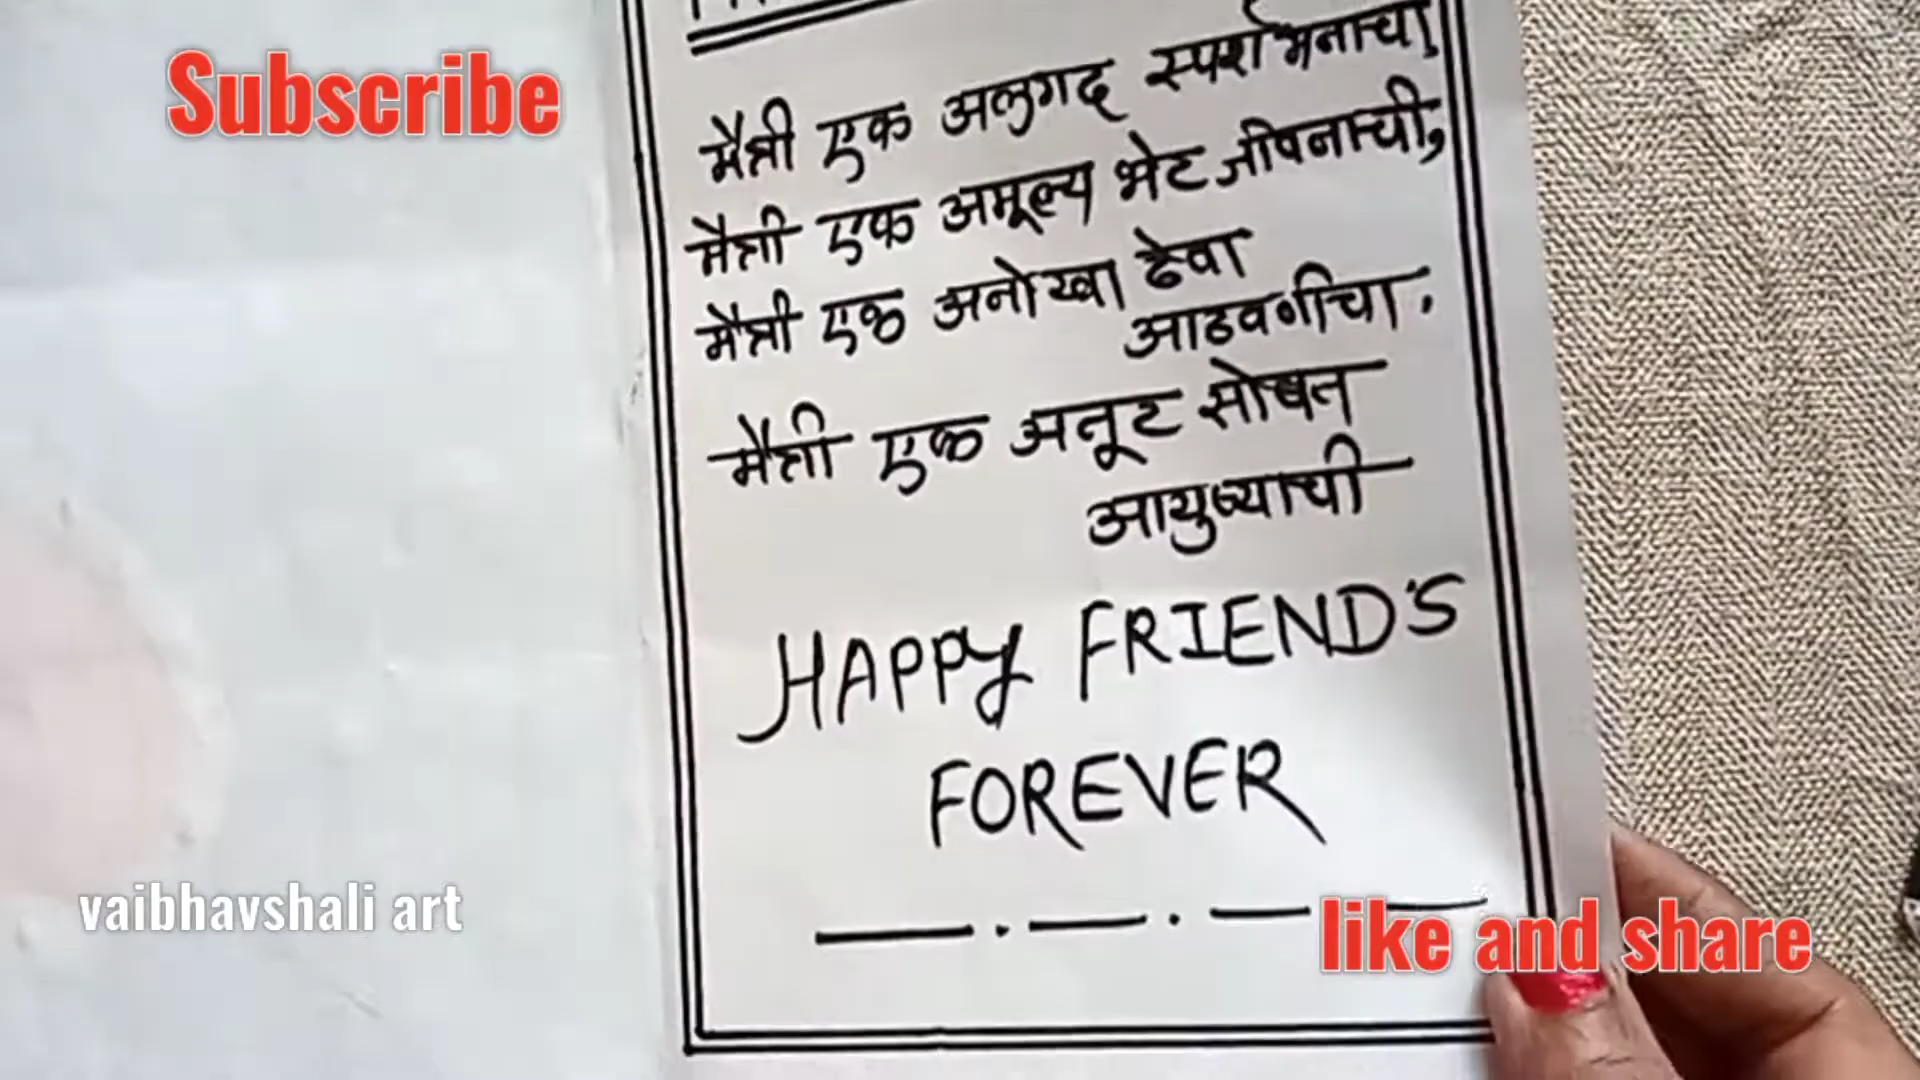 Subscribe
मैत्री एक अलगद स्पर्श मनाचा,
मैत्री एक अमूल्य भेट जीवनाची,
मैत्री एक अनोखा ठेवा
आठवणीचा.
मैत्री एक अतूट सोबत
आयुष्याची
HAPPY FRIEND'S
FOREVER
vaibhavshali art
like and share